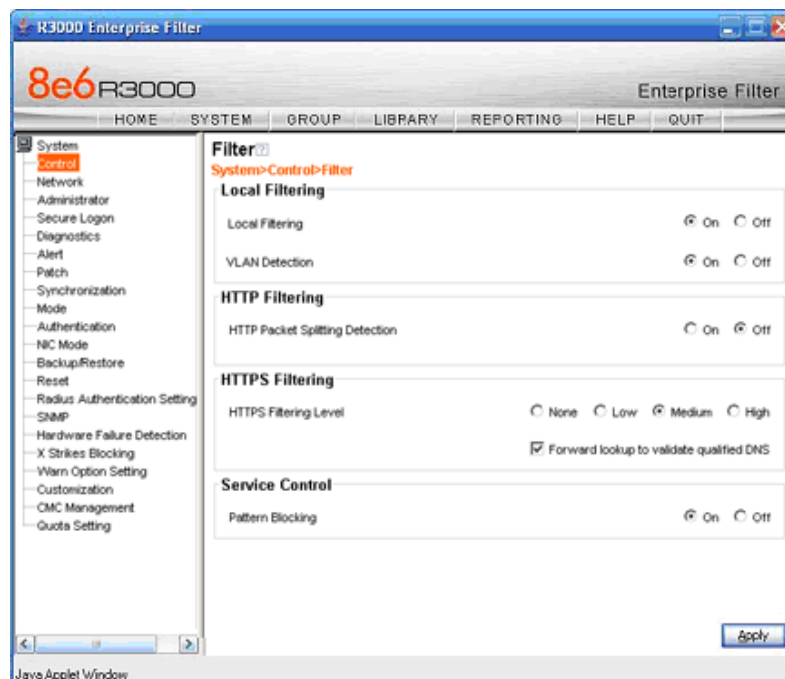 R3000 Enterprise Filter
8e6 R3000
Enterprise Filter
HOME SYSTEM GROUP LIBRARY REPORTING HELP QUIT
System
Control
Network
Administrator
Secure Logon
Diagnostics
Alert
Patch
Synchronization
Mode
Authentication
NIC Mode
Backup/Restore
Reset
Radius Authentication Setting
SNMP
Hardware Failure Detection
X Strikes Blocking
Warn Option Setting
Customization
CMC Management
Quota Setting
Filter ?
System>Control>Filter
Local Filtering
Local Filtering On Off
VLAN Detection On Off
HTTP Filtering
HTTP Packet Splitting Detection On Off
HTTPS Filtering
HTTPS Filtering Level None Low Medium High
Forward lookup to validate qualified DNS
Service Control
Pattern Blocking On Off
Apply
Java Applet Window